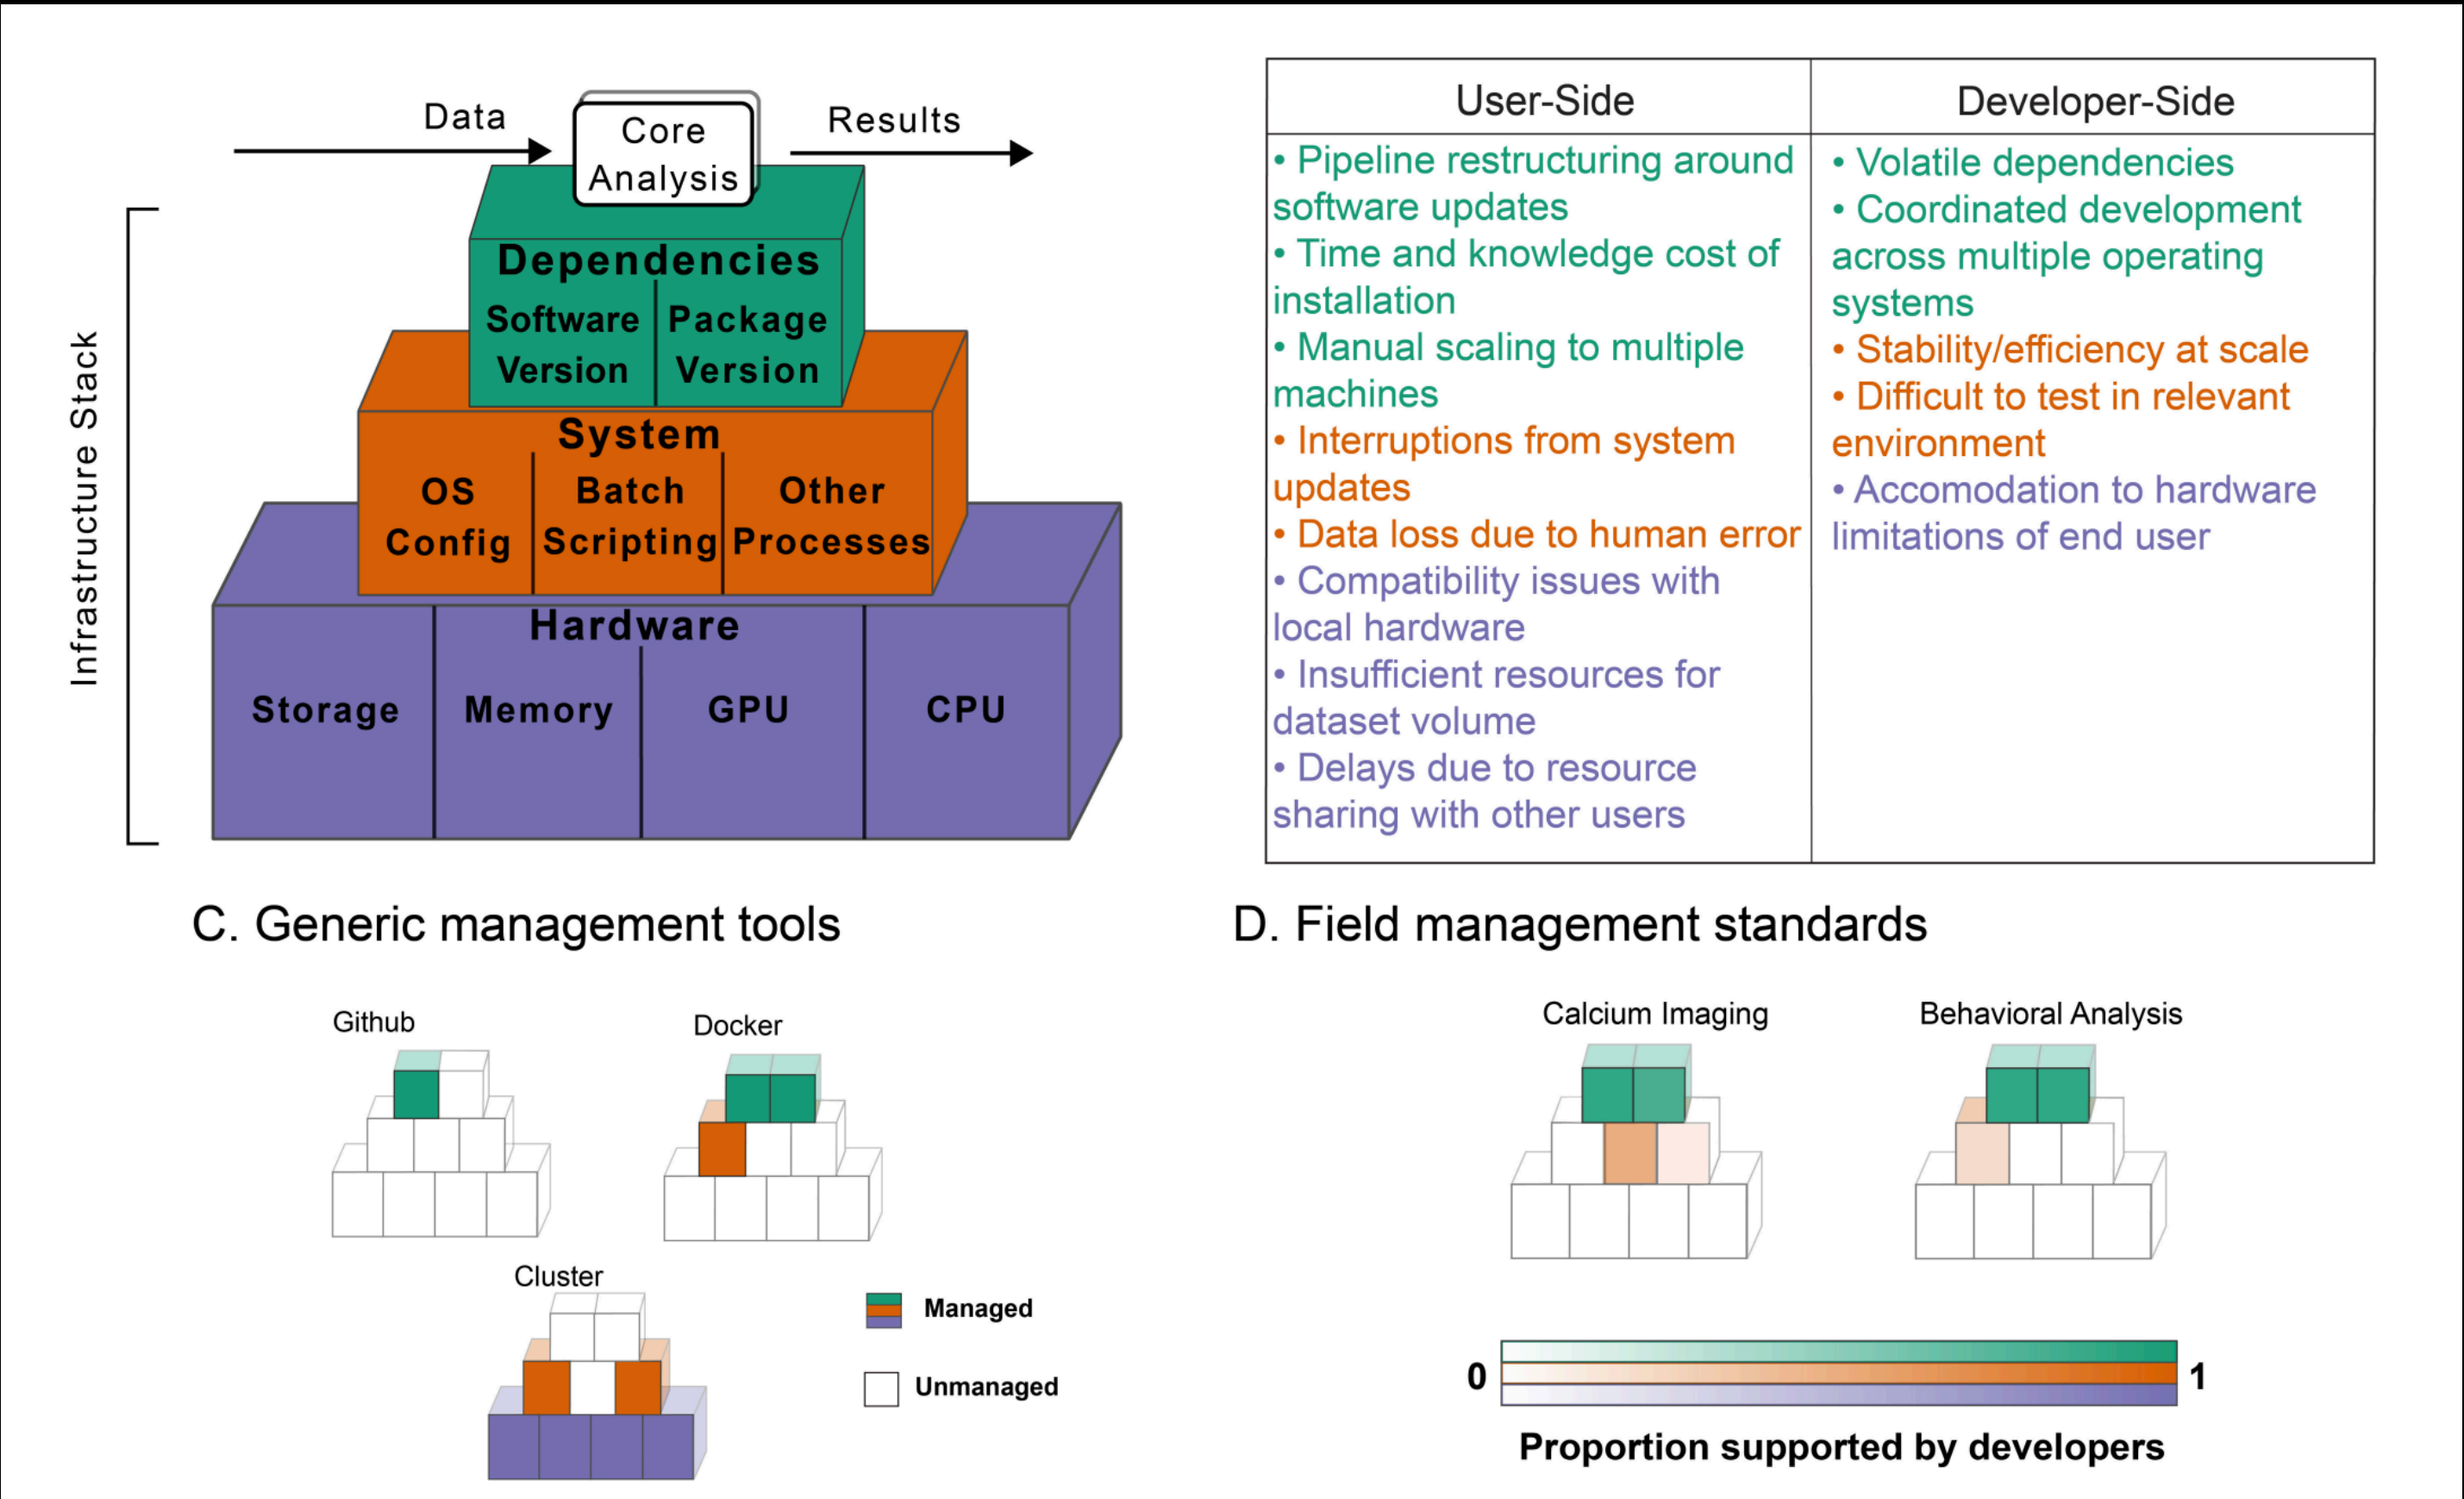 Data
Core
Analysis
Results
Infrastructure Stack
Dependencies
Software
Version
Package
Version
System
OS
Config
Batch
Scripting
Other
Processes
Hardware
Storage
Memory
GPU
CPU
User-Side
• Pipeline restructuring around
software updates
• Time and knowledge cost of
installation
• Manual scaling to multiple
machines
• Interruptions from system
updates
• Data loss due to human error
• Compatibility issues with
local hardware
• Insufficient resources for
dataset volume
• Delays due to resource
sharing with other users
Developer-Side
• Volatile dependencies
• Coordinated development
across multiple operating
systems
• Stability/efficiency at scale
• Difficult to test in relevant
environment
• Accomodation to hardware
limitations of end user
C. Generic management tools
Github
Docker
Cluster
Managed
Unmanaged
D. Field management standards
Calcium Imaging
Behavioral Analysis
0
1
Proportion supported by developers